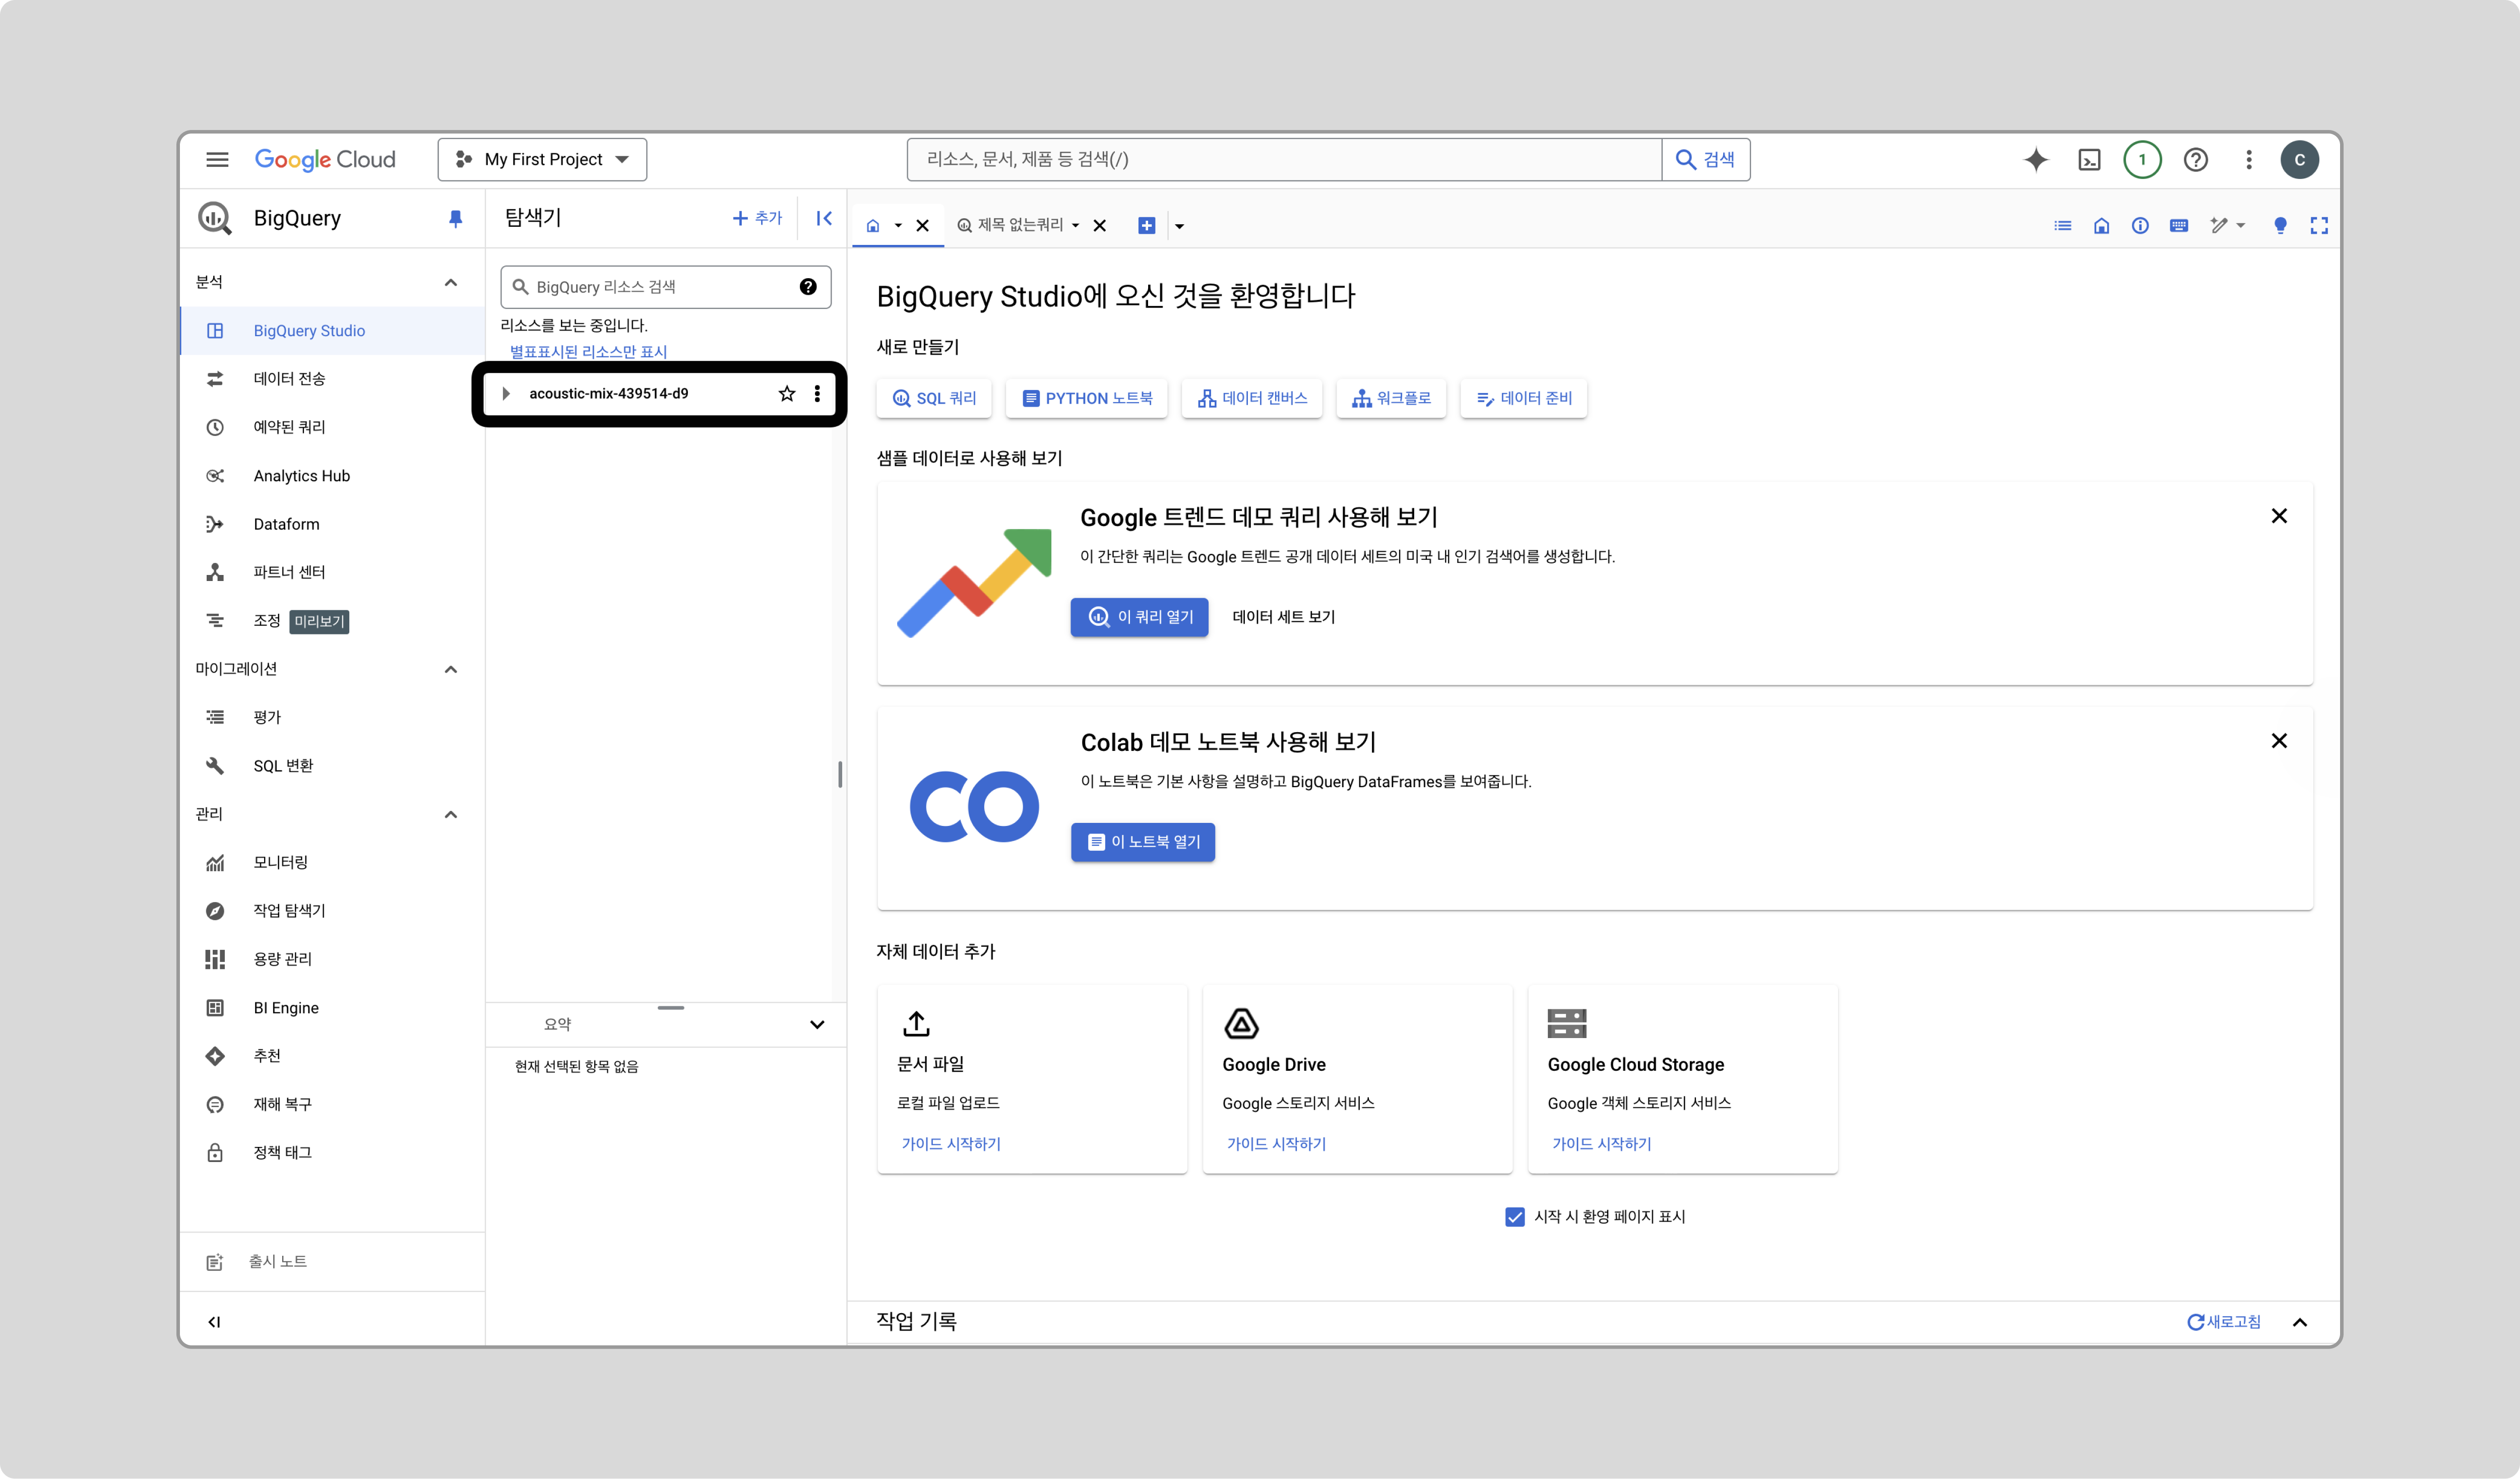 Google Cloud
My First Project
리소스, 문서, 제품 등 검색(/)
검색
1
C
BigQuery
분석
BigQuery Studio
데이터 전송
예약된 쿼리
Analytics Hub
Dataform
파트너 센터
조정 미리보기
마이그레이션
평가
SQL 변환
관리
모니터링
작업 탐색기
용량 관리
BI Engine
추천
재해 복구
정책 태그
출시 노트
탐색기
추가
BigQuery 리소스 검색
리소스를 보는 중입니다.
별표표시된 리소스만 표시
acoustic-mix-439514-d9
요약
현재 선택된 항목 없음
제목 없는쿼리
BigQuery Studio에 오신 것을 환영합니다
새로 만들기
SQL 쿼리
PYTHON 노트북
데이터 캔버스
워크플로
데이터 준비
샘플 데이터로 사용해 보기
Google 트렌드 데모 쿼리 사용해 보기
이 간단한 쿼리는 Google 트렌드 공개 데이터 세트의 미국 내 인기 검색어를 생성합니다.
이 쿼리 열기
데이터 세트 보기
Colab 데모 노트북 사용해 보기
이 노트북은 기본 사항을 설명하고 BigQuery DataFrames를 보여줍니다.
이 노트북 열기
자체 데이터 추가
문서 파일
로컬 파일 업로드
가이드 시작하기
Google Drive
Google 스토리지 서비스
가이드 시작하기
Google Cloud Storage
Google 객체 스토리지 서비스
가이드 시작하기
시작 시 환영 페이지 표시
작업 기록
새로고침